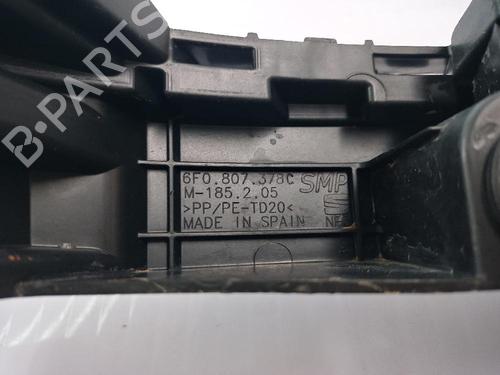 6F0.807.378C SMP
M-185.2.05
>PP/PE-TD20<
MADE IN SPAIN
B-PARTS